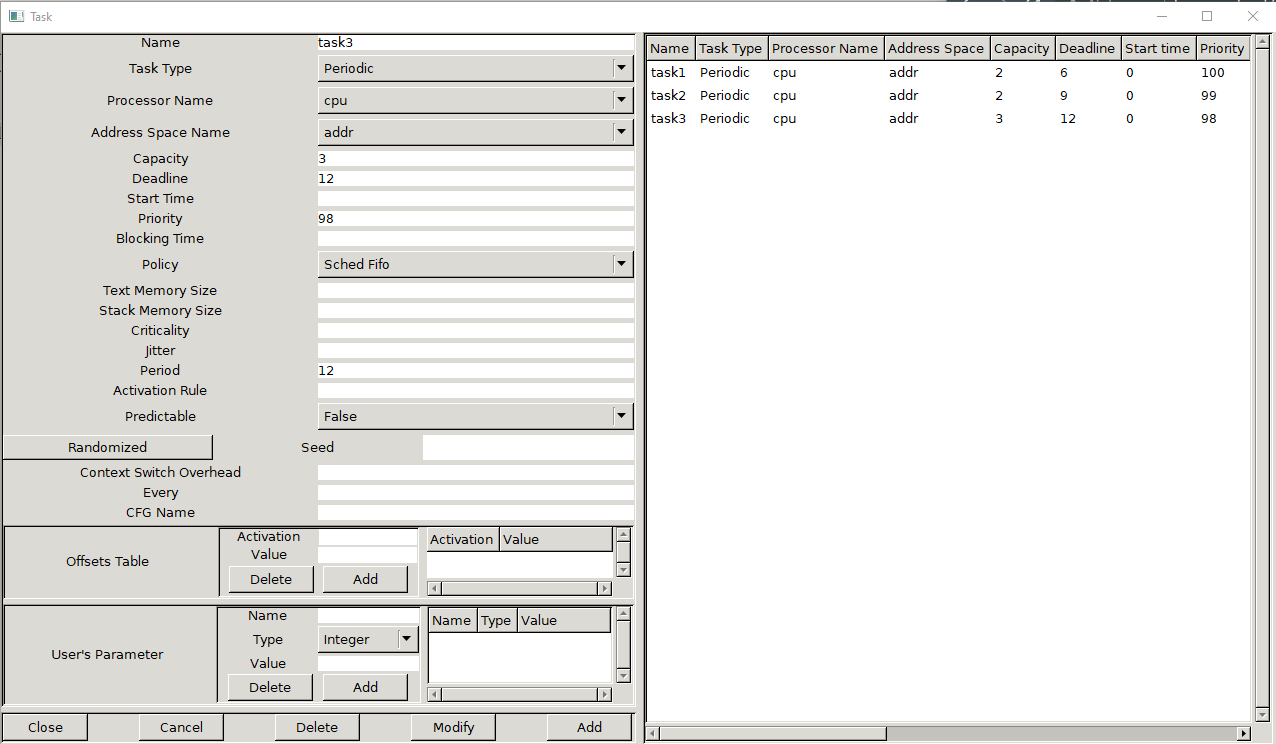 Task
Name task3
Task Type Periodic
Processor Name cpu
Address Space Name addr
Capacity 3
Deadline 12
Start Time
Priority 98
Blocking Time
Policy Sched Fifo
Text Memory Size
Stack Memory Size
Criticality
Jitter
Period 12
Activation Rule
Predictable False
Randomized Seed
Context Switch Overhead
Every
CFG Name
Offsets Table
Activation
Value
Delete Add
Activation Value
User's Parameter
Name
Type Integer
Value
Delete Add
Name Type Value
Close Cancel Delete Modify Add
Name Task Type Processor Name Address Space Capacity Deadline Start time Priority
task1 Periodic cpu addr 2 6 0 100
task2 Periodic cpu addr 2 9 0 99
task3 Periodic cpu addr 3 12 0 98